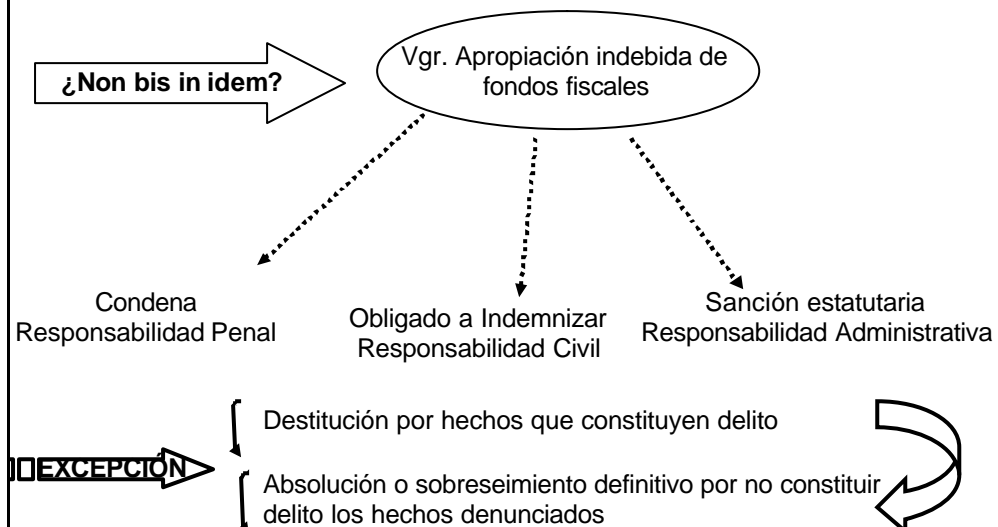 ¿Non bis in idem?
Vgr. Apropiación indebida de
fondos fiscales
Condena
Responsabilidad Penal
Obligado a Indemnizar
Responsabilidad Civil
Sanción estatutaria
Responsabilidad Administrativa
EXCEPCIÓN
Destitución por hechos que constituyen delito
Absolución o sobreseimiento definitivo por no constituir
delito los hechos denunciados